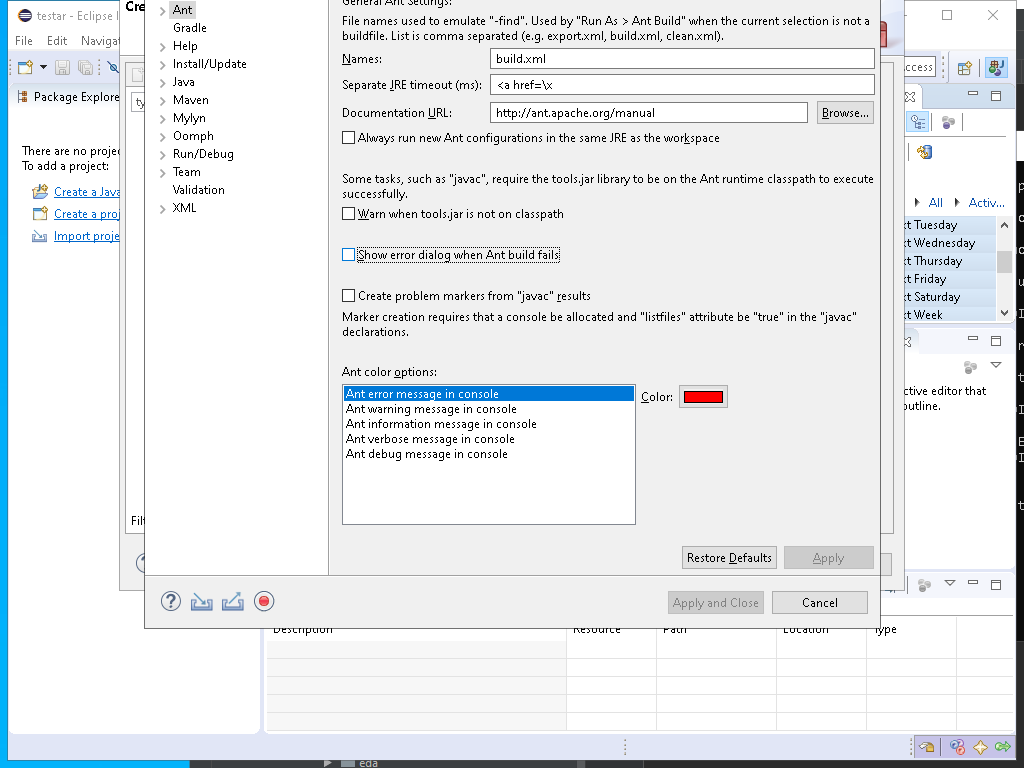 testar - Eclipse I
File Edit Navigat
Package Explore
There are no projec
To add a project:
Create a Java
Create a proj
Import proje
Cre
ty
Filt
Ant
Gradle
Help
Install/Update
Java
Maven
Mylyn
Oomph
Run/Debug
Team
Validation
XML
General Ant Settings:
File names used to emulate "-find". Used by "Run As > Ant Build" when the current selection is not a
buildfile. List is comma separated (e.g. export.xml, build.xml, clean.xml).
Names: build.xml
Separate JRE timeout (ms): <a href=\x
Documentation URL: http://ant.apache.org/manual Browse...
Always run new Ant configurations in the same JRE as the workspace
Some tasks, such as "javac", require the tools.jar library to be on the Ant runtime classpath to execute
successfully.
Warn when tools.jar is not on classpath
Show error dialog when Ant build fails
Create problem markers from "javac" results
Marker creation requires that a console be allocated and "listfiles" attribute be "true" in the "javac"
declarations.
Ant color options:
Ant error message in console
Ant warning message in console
Ant information message in console
Ant verbose message in console
Ant debug message in console
Color:
Restore Defaults Apply
Apply and Close Cancel
ccess
All Activ...
xt Tuesday
xt Wednesday
xt Thursday
xt Friday
xt Saturday
xt Week
ctive editor that
outline.
Description Resource Path Location Type
eda